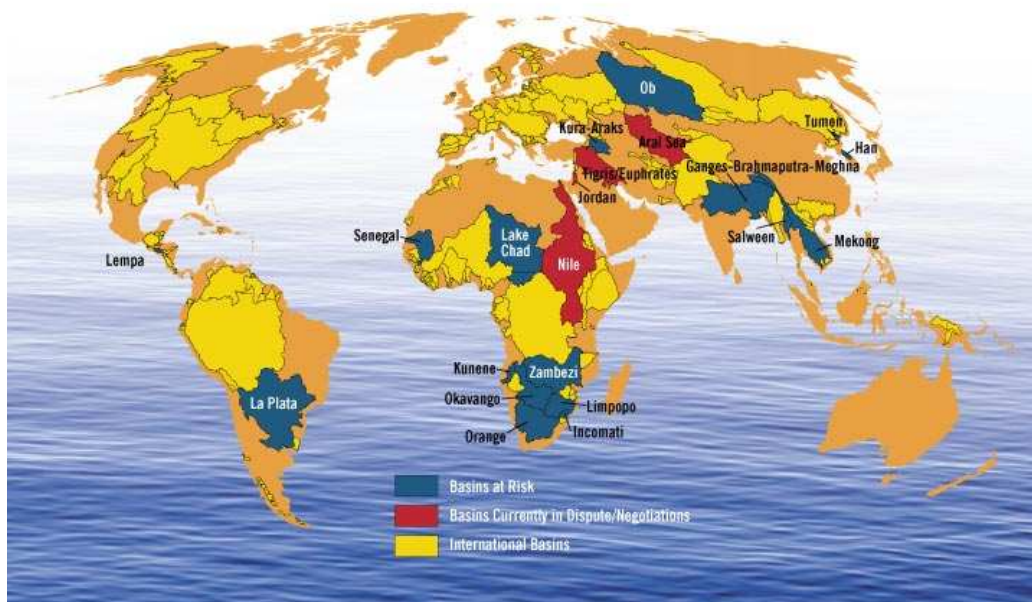 Ob
Tumen
Kura-Araks
Han
Aral Sea
Ganges-Brahmaputra-Meghna
Tigris/Euphrates
Jordan
Senegal
Lake
Chad
Salween
Mekong
Lempa
Nile
Kunene
Zambezi
La Plata
Okavango
Limpopo
Orange
Incomati
Basins at Risk
Basins Currently in Dispute/Negotiations
International Basins